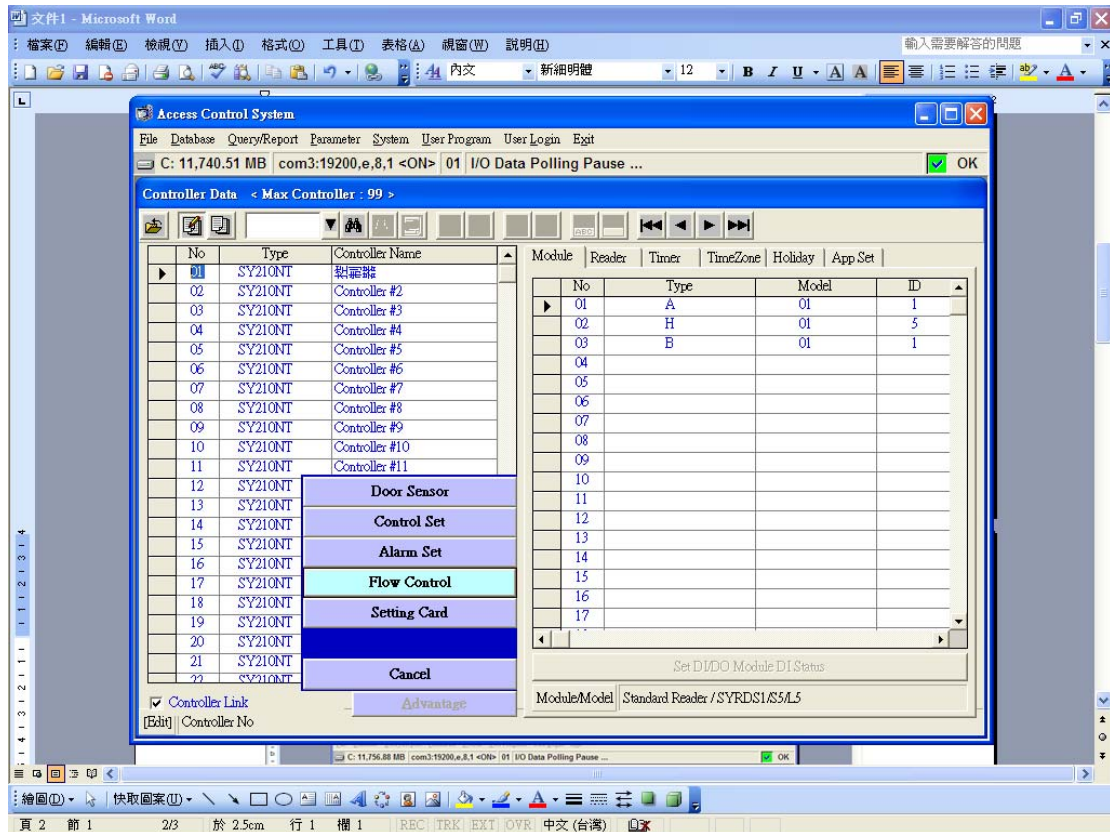 文件1 - Microsoft Word
檔案(F) 編輯(E) 檢視(V) 插入(I) 格式(O) 工具(T) 表格(A) 視窗(W) 說明(H) 輸入需要解答的問題
內文 新細明體 12 B I U A A
Access Control System
File Database Query/Report Parameter System User Program User Login Exit
C: 11,740.51 MB com3:19200,e,8,1 <ON> 01 I/O Data Polling Pause ... OK
Controller Data < Max Controller : 99 >
ABC
No Type Controller Name
01 SY210NT
02 SY210NT Controller #2
03 SY210NT Controller #3
04 SY210NT Controller #4
05 SY210NT Controller #5
06 SY210NT Controller #6
07 SY210NT Controller #7
08 SY210NT Controller #8
09 SY210NT Controller #9
10 SY210NT Controller #10
11 SY210NT Controller #11
12 SY210NT
13 SY210NT
14 SY210NT
15 SY210NT
16 SY210NT
17 SY210NT
18 SY210NT
19 SY210NT
20 SY210NT
21 SY210NT
22 SY210NT
Door Sensor
Control Set
Alarm Set
Flow Control
Setting Card
Cancel
Advantage
Controller Link
[Edit] Controller No
Module Reader Timer TimeZone Holiday App Set
No Type Model ID
01 A 01 1
02 H 01 5
03 B 01 1
04
05
06
07
08
09
10
11
12
13
14
15
16
17
Set DI/DO Module DI Status
Module/Model Standard Reader / SYRDS1/S5/L5
C: 11,756.88 MB com3:19200,e,8,1 <ON> 01 I/O Data Polling Pause ... OK
繪圖(D) 快取圖案(U)
頁 2 節 1 2/3 於 2.5cm 行 1 欄 1 REC TRK EXT OVR 中文 (台灣)